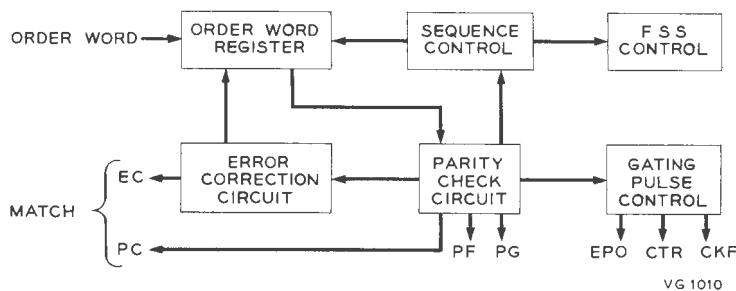 ORDER WORD
ORDER WORD
REGISTER
SEQUENCE
CONTROL
F S S
CONTROL
MATCH
EC
PC
ERROR
CORRECTION
CIRCUIT
PARITY
CHECK
CIRCUIT
GATING
PULSE
CONTROL
PF
PG
EPO
CTR
CKF
VG 1010